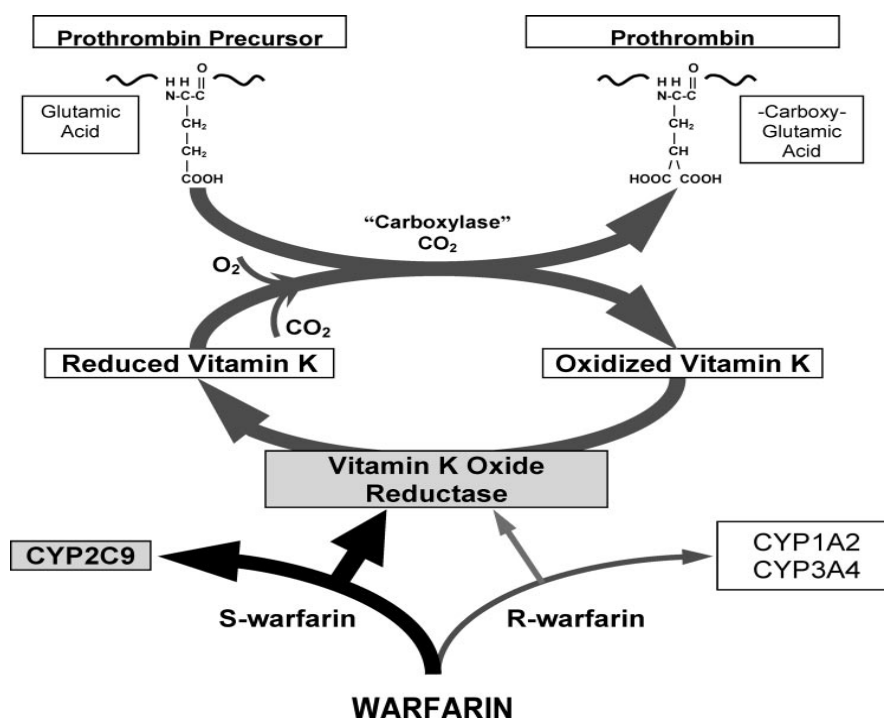 Prothrombin Precursor
Prothrombin
O
H H ||
N-C-C
CH₂
CH₂
COOH
Glutamic
Acid
O
H H ||
N-C-C
CH₂
CH
HOOC COOH
-Carboxy-
Glutamic
Acid
“Carboxylase”
CO₂
O₂
CO₂
Reduced Vitamin K
Oxidized Vitamin K
Vitamin K Oxide
Reductase
CYP2C9
CYP1A2
CYP3A4
S-warfarin
R-warfarin
WARFARIN